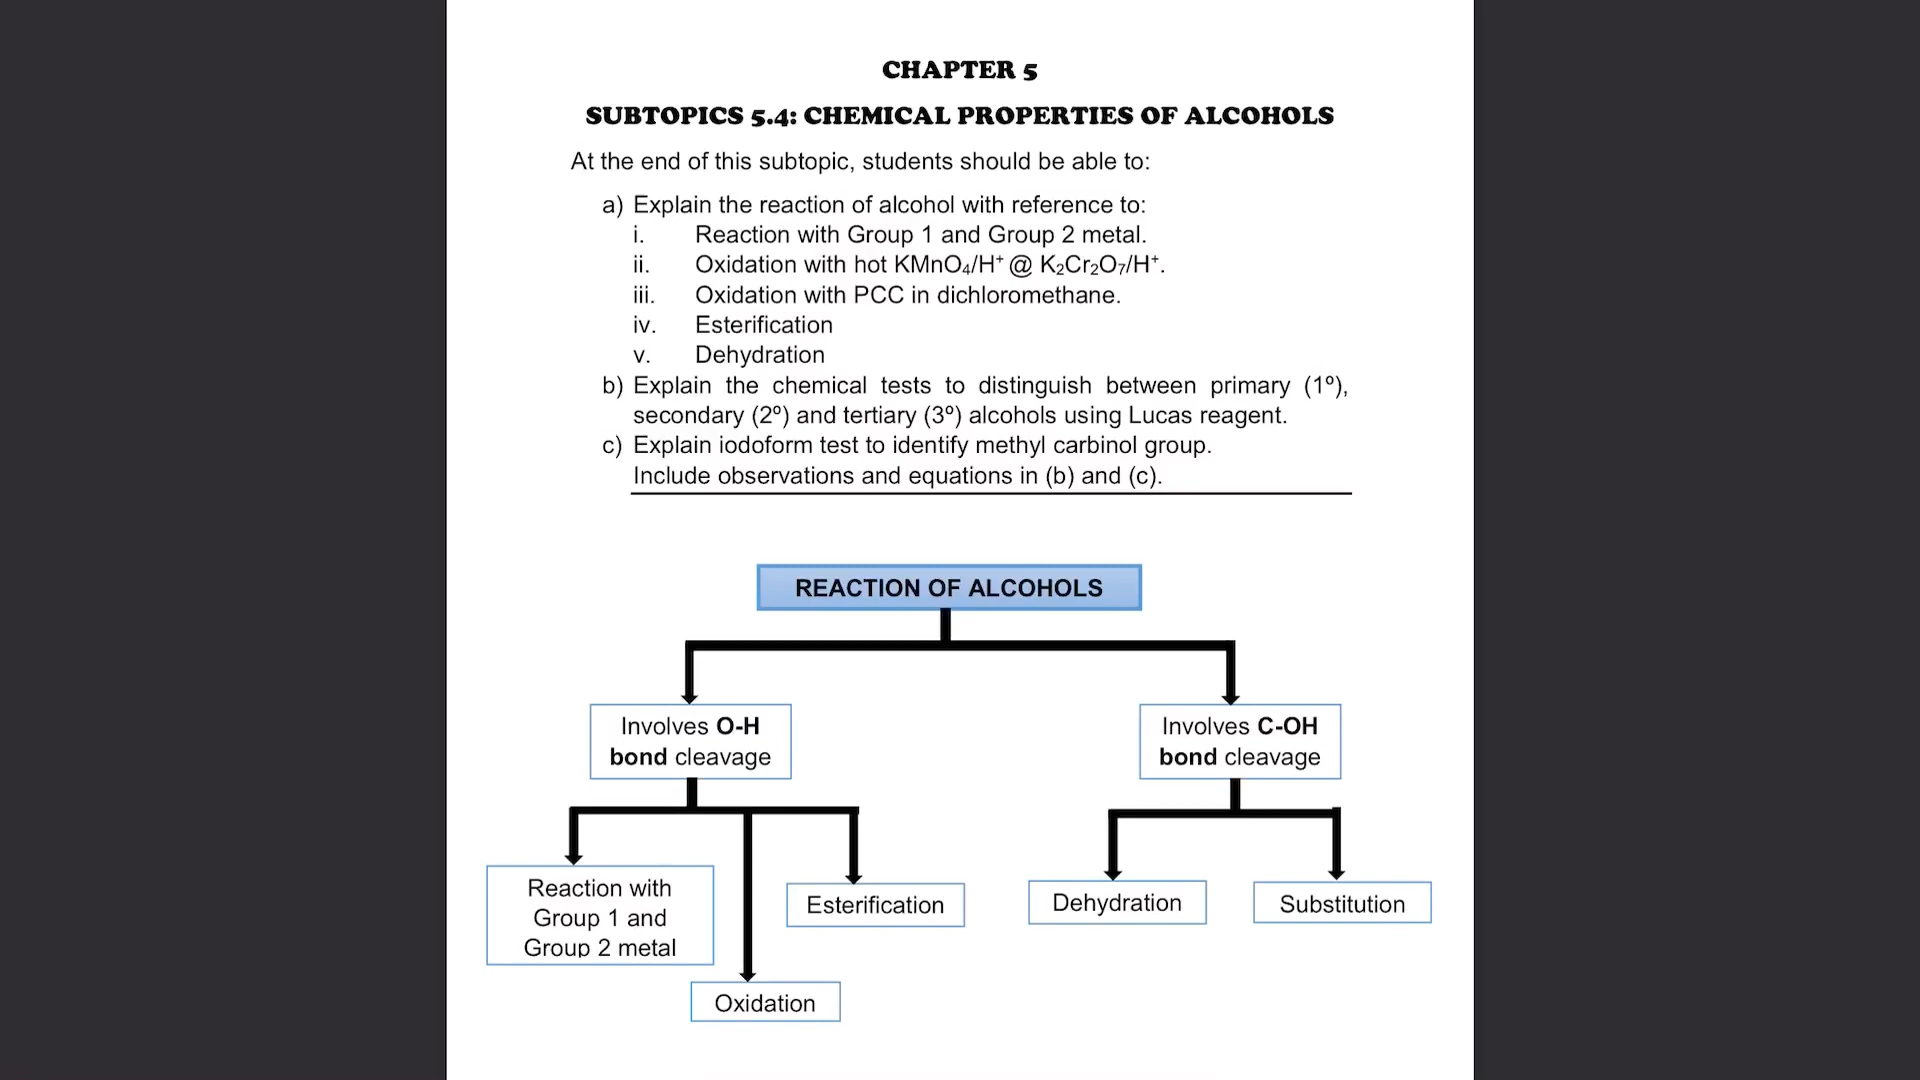 CHAPTER 5
SUBTOPICS 5.4: CHEMICAL PROPERTIES OF ALCOHOLS
At the end of this subtopic, students should be able to:
a) Explain the reaction of alcohol with reference to:
i. Reaction with Group 1 and Group 2 metal.
ii. Oxidation with hot KMnO₄/H⁺ @ K₂Cr₂O₇/H⁺.
iii. Oxidation with PCC in dichloromethane.
iv. Esterification
v. Dehydration
b) Explain the chemical tests to distinguish between primary (1º),
secondary (2º) and tertiary (3º) alcohols using Lucas reagent.
c) Explain iodoform test to identify methyl carbinol group.
Include observations and equations in (b) and (c).
REACTION OF ALCOHOLS
Involves O-H
bond cleavage
Involves C-OH
bond cleavage
Reaction with
Group 1 and
Group 2 metal
Oxidation
Esterification
Dehydration
Substitution